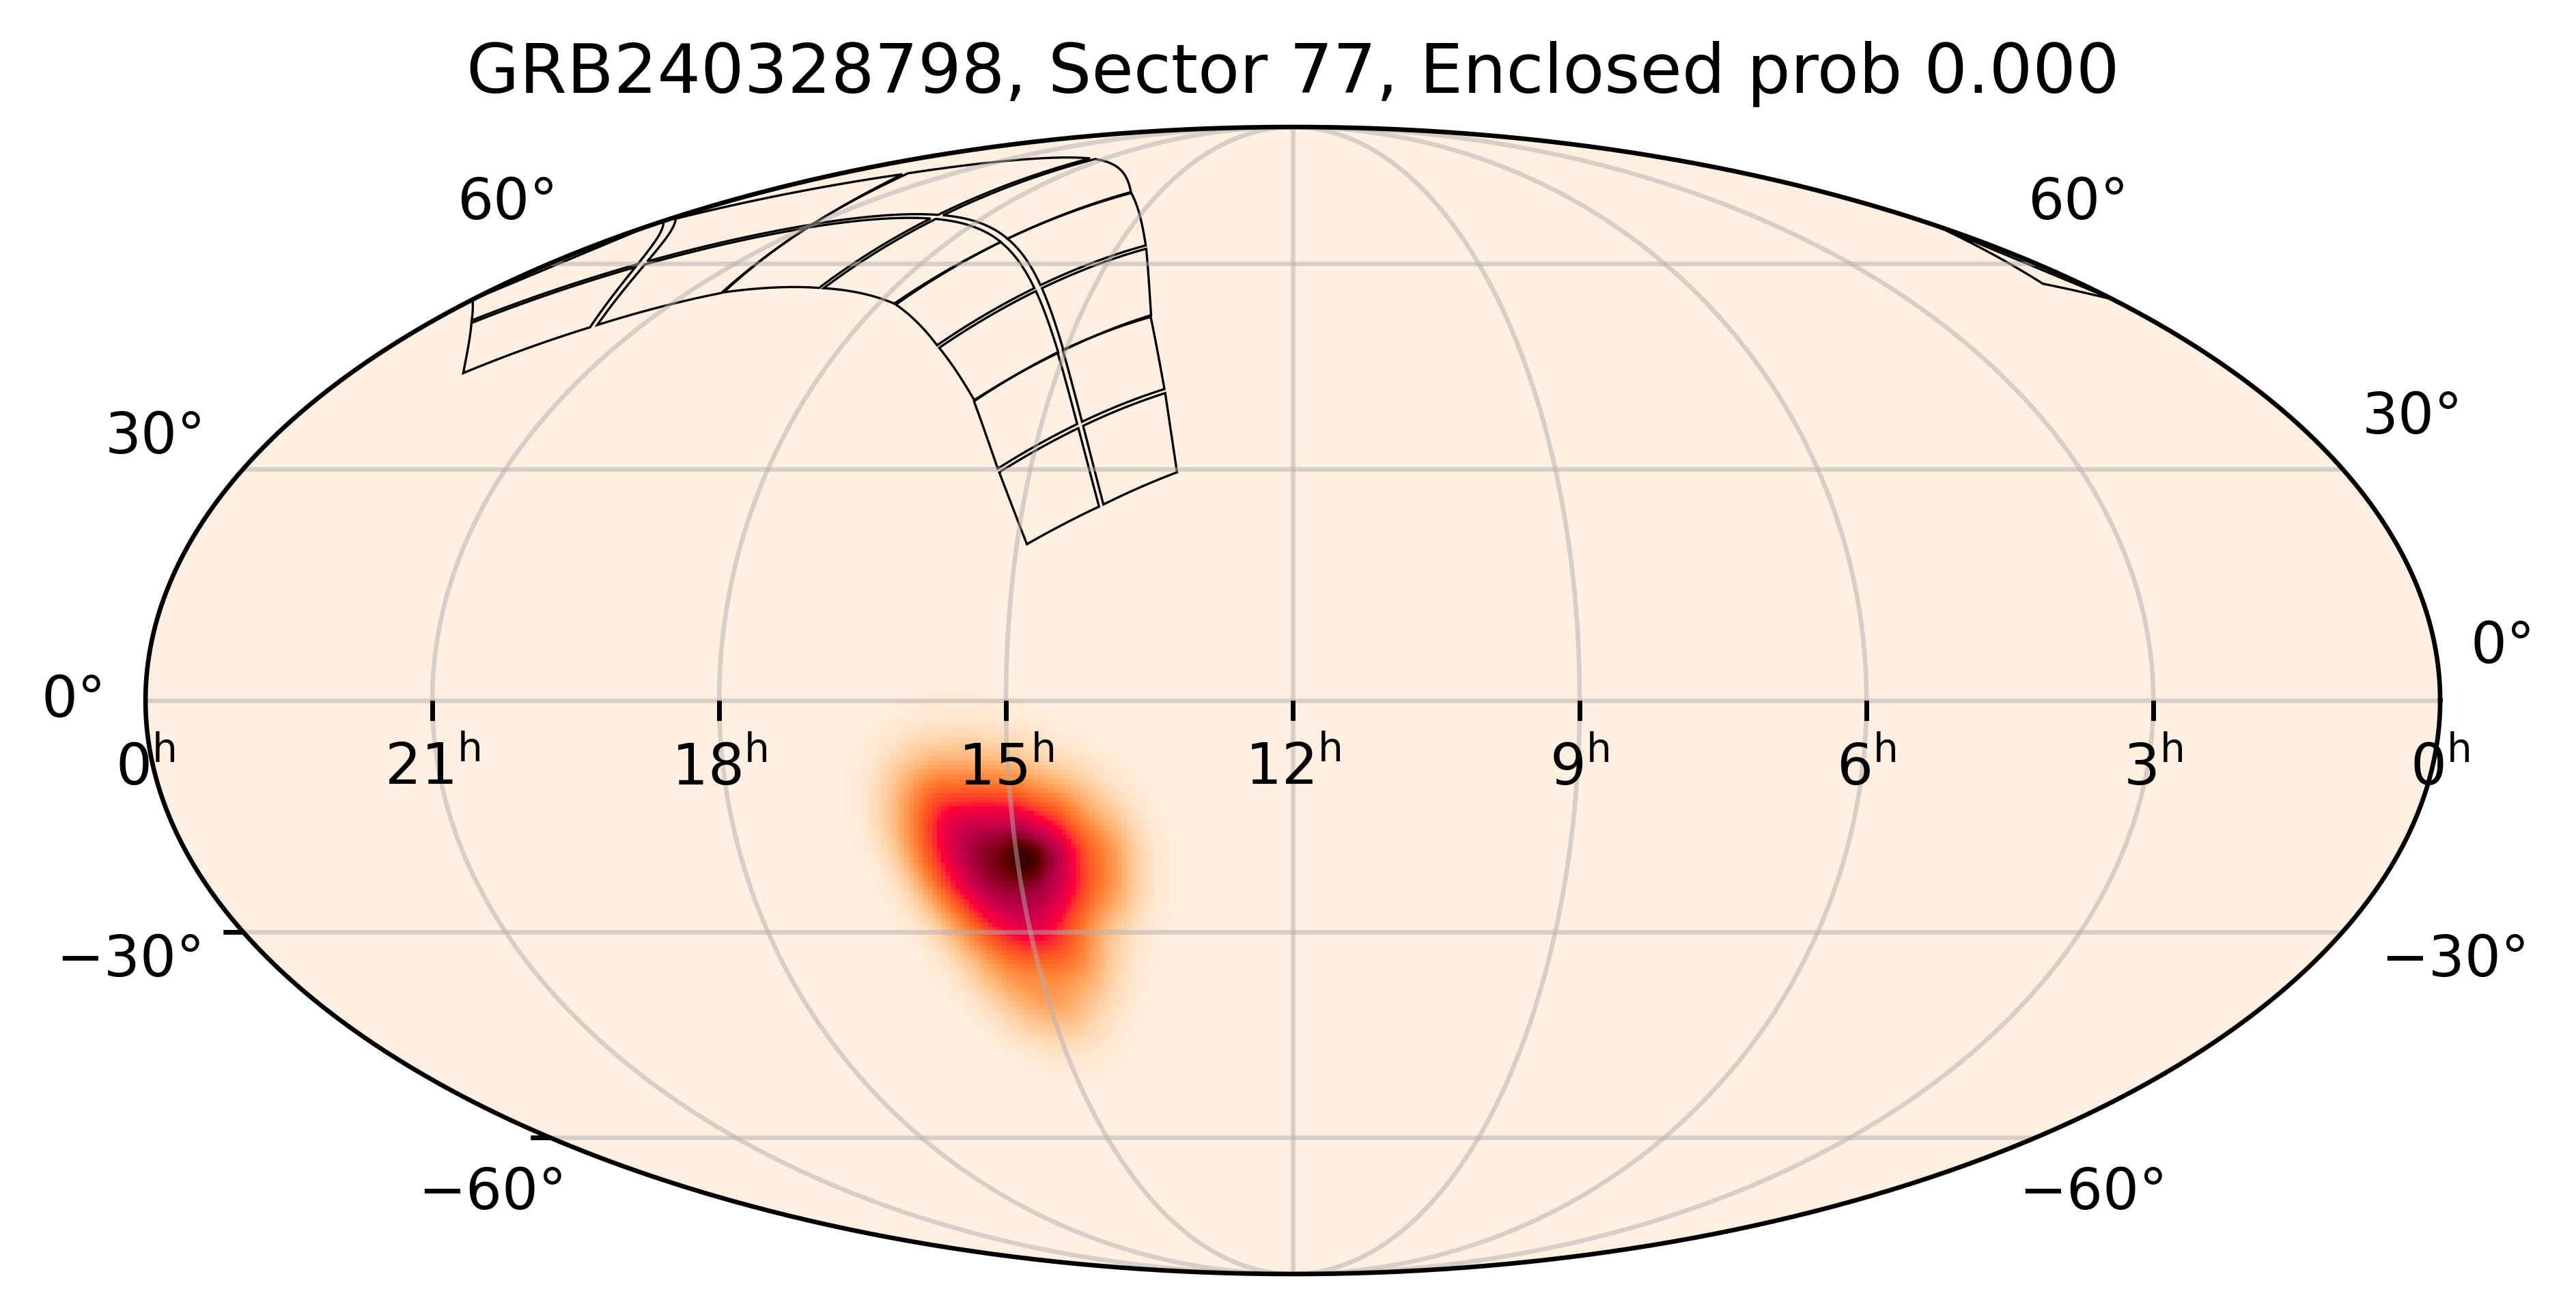 GRB240328798, Sector 77, Enclosed prob 0.000
60° 60°
30° 30°
0° 0°
0h 21h 18h 15h 12h 9h 6h 3h 0h
−30° −30°
−60° −60°